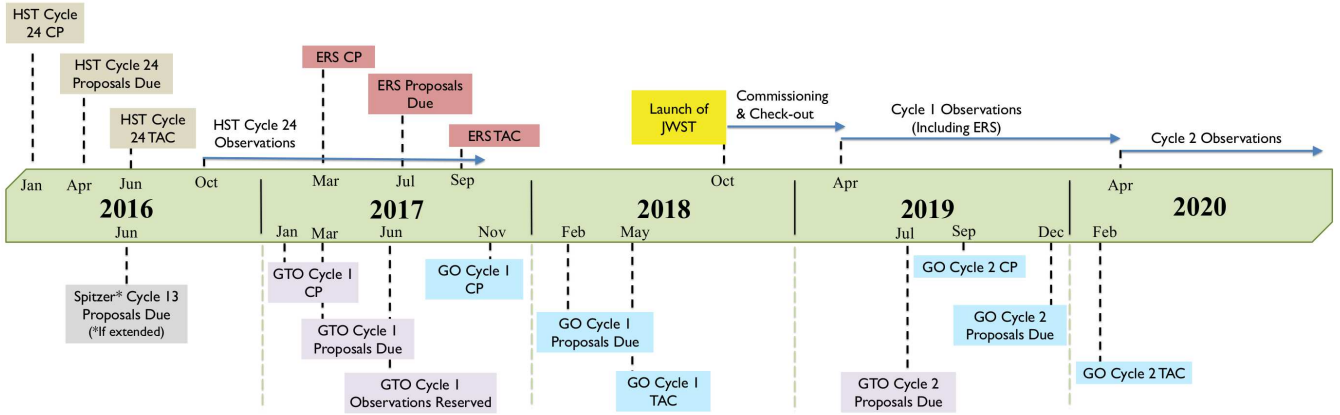 HST Cycle
24 CP
HST Cycle 24
Proposals Due
HST Cycle
24 TAC
HST Cycle 24
Observations
ERS CP
ERS Proposals
Due
ERS TAC
Launch of
JWST
Commissioning
& Check-out
Cycle 1 Observations
(Including ERS)
Cycle 2 Observations
Jan
Apr
Jun
Oct
Mar
Jul
Sep
Oct
Apr
Apr
2016
2017
2018
2019
2020
Jun
Jan
Mar
Jun
Nov
Feb
May
Jul
Sep
Dec
Feb
Spitzer* Cycle 13
Proposals Due
(*If extended)
GTO Cycle 1
CP
GTO Cycle 1
Proposals Due
GTO Cycle 1
Observations Reserved
GO Cycle 1
CP
GO Cycle 1
Proposals Due
GO Cycle 1
TAC
GTO Cycle 2
Proposals Due
GO Cycle 2 CP
GO Cycle 2
Proposals Due
GO Cycle 2 TAC